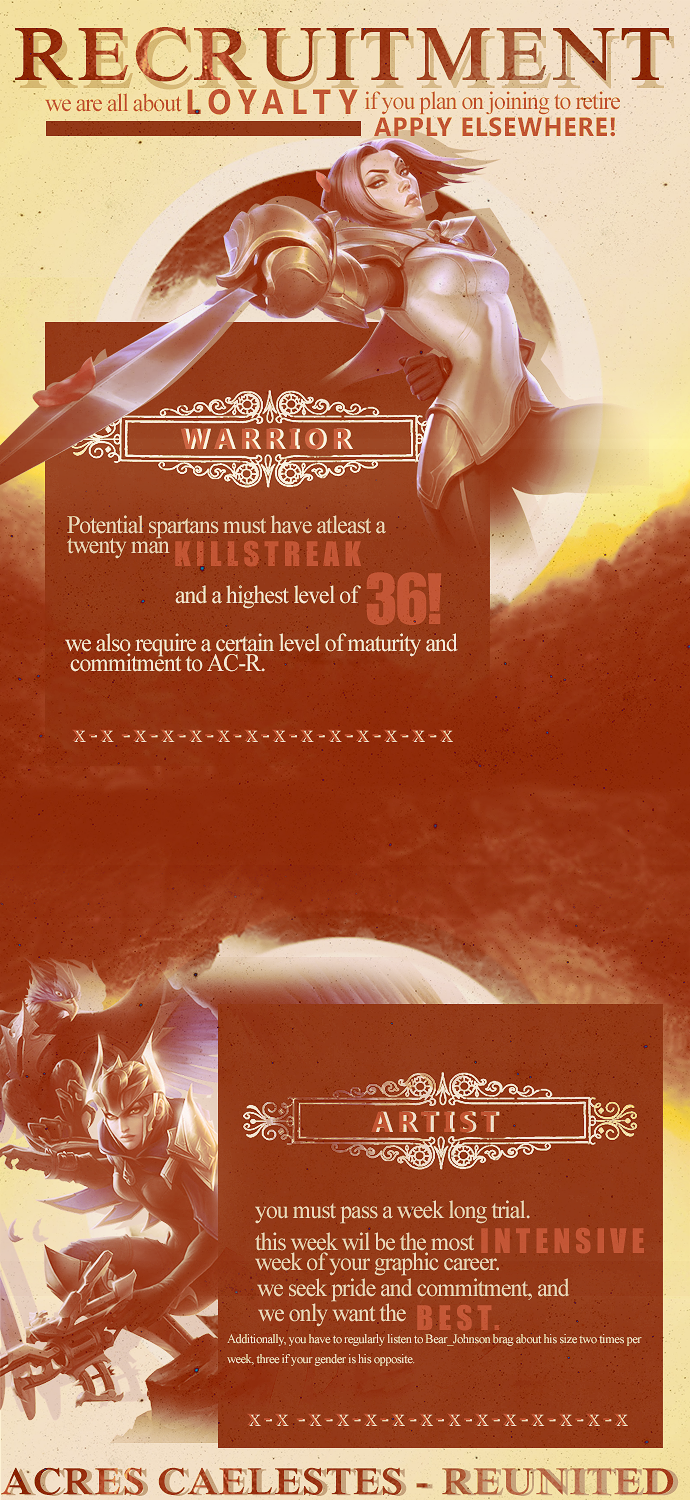 RECRUITMENT
we are all about LOYALTY if you plan on joining to retire
APPLY ELSEWHERE!
WARRIOR
Potential spartans must have atleast a
twenty man KILLSTREAK
and a highest level of 36!
we also require a certain level of maturity and
commitment to AC-R.
X-X -X-X-X-X-X-X-X-X-X-X-X-X
ARTIST
you must pass a week long trial.
this week wil be the most INTENSIVE
week of your graphic career.
we seek pride and commitment, and
we only want the BEST.
Additionally, you have to regularly listen to Bear_Johnson brag about his size two times per
week, three if your gender is his opposite.
X-X -X-X-X-X-X-X-X-X-X-X-X-X
ACRES CAELESTES - REUNITED